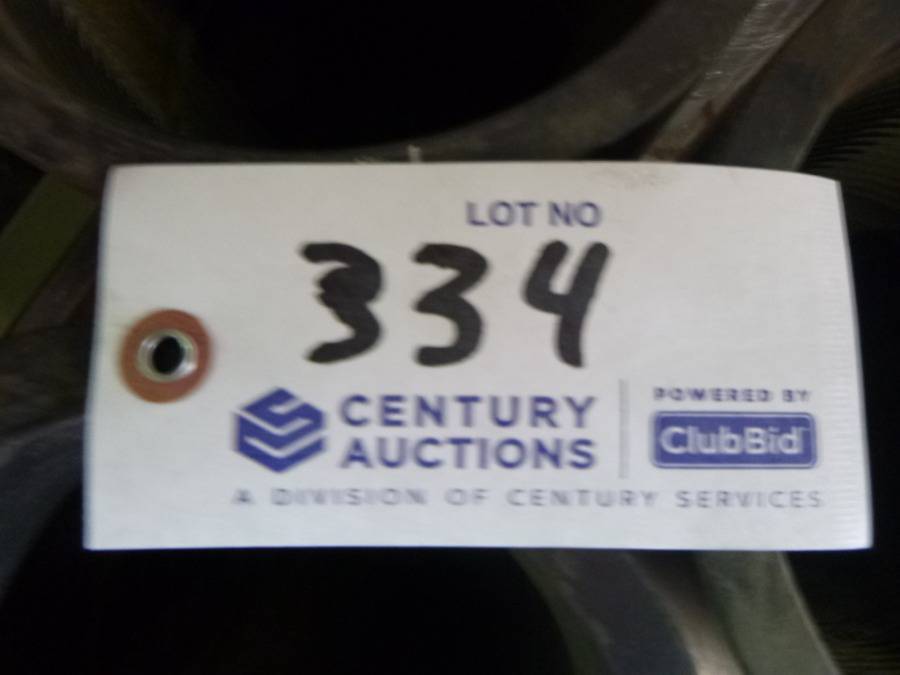 LOT NO
334
CENTURY
AUCTIONS
POWERED BY
ClubBid
A DIVISION OF CENTURY SERVICES